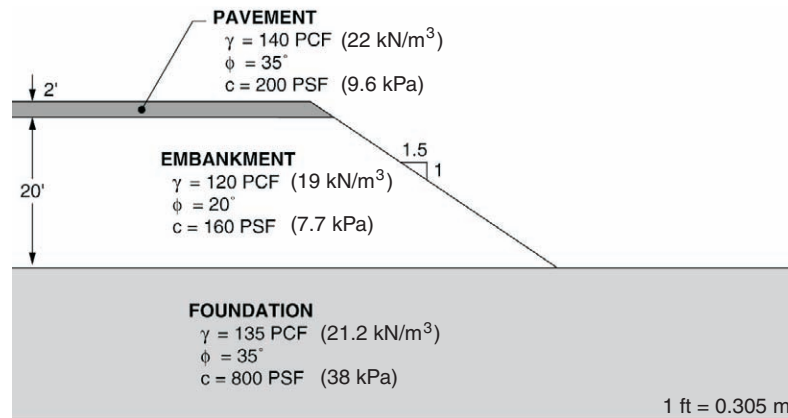 PAVEMENT
γ = 140 PCF (22 kN/m³)
ϕ = 35°
c = 200 PSF (9.6 kPa)
2'
1.5
1
EMBANKMENT
γ = 120 PCF (19 kN/m³)
ϕ = 20°
c = 160 PSF (7.7 kPa)
20'
FOUNDATION
γ = 135 PCF (21.2 kN/m³)
ϕ = 35°
c = 800 PSF (38 kPa)
1 ft = 0.305 m